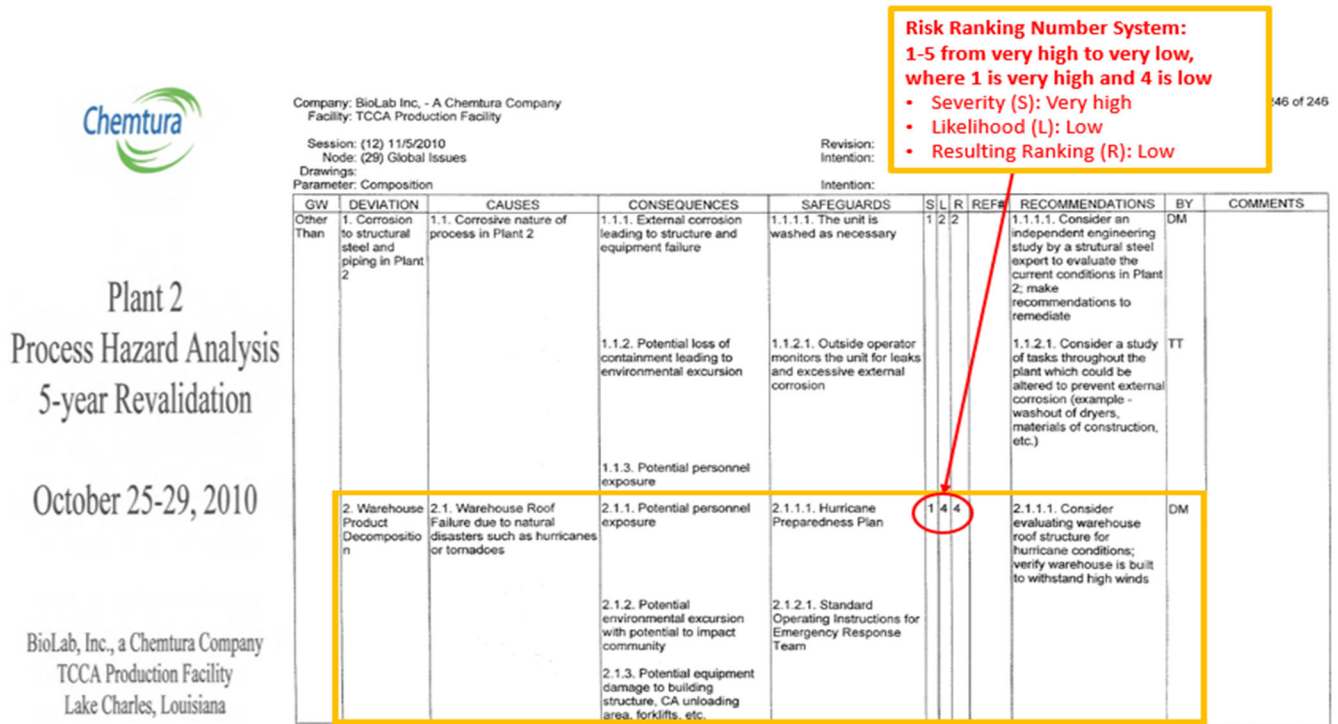 Risk Ranking Number System:
1-5 from very high to very low,
where 1 is very high and 4 is low
• Severity (S): Very high
• Likelihood (L): Low
• Resulting Ranking (R): Low
Chemtura
Plant 2
Process Hazard Analysis
5-year Revalidation
October 25-29, 2010
BioLab, Inc., a Chemtura Company
TCCA Production Facility
Lake Charles, Louisiana
Company: BioLab Inc, - A Chemtura Company
46 of 246
Facility: TCCA Production Facility
Session: (12) 11/5/2010
Revision:
Node: (29) Global Issues
Intention:
Drawings:
Parameter: Composition
Intention:
GW DEVIATION CAUSES CONSEQUENCES SAFEGUARDS S L R REF# RECOMMENDATIONS BY COMMENTS
Other
Than
1. Corrosion
to structural
steel and
piping in Plant
2
1.1. Corrosive nature of
process in Plant 2
1.1.1. External corrosion
leading to structure and
equipment failure
1.1.1.1. The unit is
washed as necessary
1 2 2
1.1.1.1. Consider an
independent engineering
study by a strutural steel
expert to evaluate the
current conditions in Plant
2; make
recommendations to
remediate
DM
1.1.2. Potential loss of
containment leading to
environmental excursion
1.1.2.1. Outside operator
monitors the unit for leaks
and excessive external
corrosion
1.1.2.1. Consider a study
of tasks throughout the
plant which could be
altered to prevent external
corrosion (example -
washout of dryers,
materials of construction,
etc.)
TT
1.1.3. Potential personnel
exposure
2. Warehouse
Product
Decompositio
n
2.1. Warehouse Roof
Failure due to natural
disasters such as hurricanes
or tornadoes
2.1.1. Potential personnel
exposure
2.1.1.1. Hurricane
Preparedness Plan
1 4 4
2.1.1.1. Consider
evaluating warehouse
roof structure for
hurricane conditions;
verify warehouse is built
to withstand high winds
DM
2.1.2. Potential
environmental excursion
with potential to impact
community
2.1.2.1. Standard
Operating Instructions for
Emergency Response
Team
2.1.3. Potential equipment
damage to building
structure, CA unloading
area, forklifts, etc.